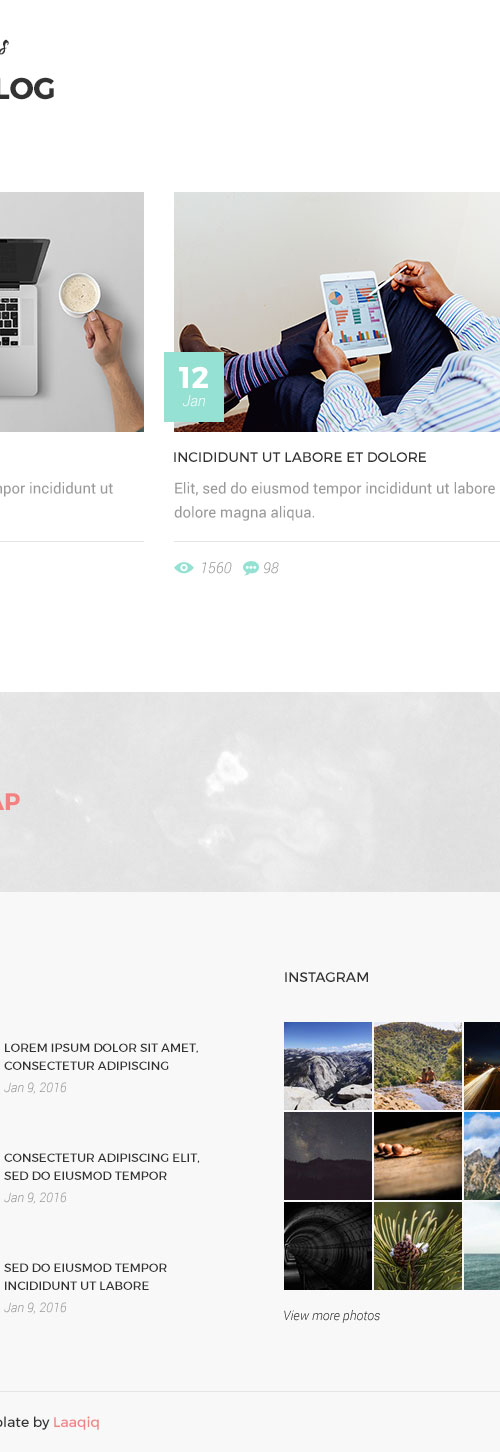 s
LOG
12
Jan
INCIDIDUNT UT LABORE ET DOLORE
por incididunt ut
Elit, sed do eiusmod tempor incididunt ut labore
dolore magna aliqua.
1560 98
AP
INSTAGRAM
LOREM IPSUM DOLOR SIT AMET,
CONSECTETUR ADIPISCING
Jan 9, 2016
CONSECTETUR ADIPISCING ELIT,
SED DO EIUSMOD TEMPOR
Jan 9, 2016
SED DO EIUSMOD TEMPOR
INCIDIDUNT UT LABORE
Jan 9, 2016
View more photos
late by Laaqiq